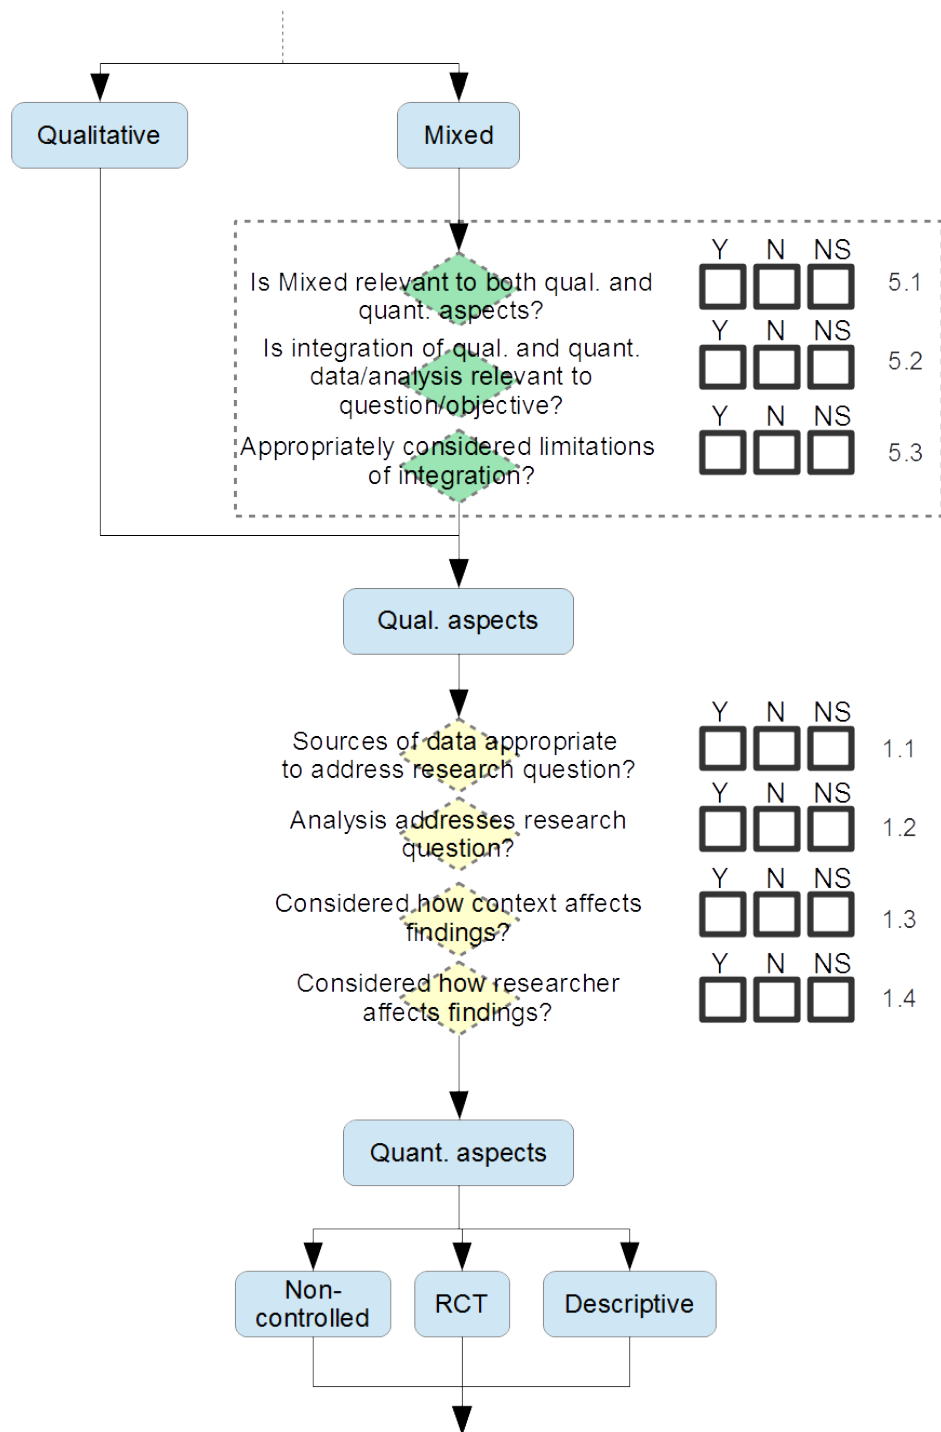 Qualitative
Mixed
Y N NS
Is Mixed relevant to both qual. and
quant. aspects?
5.1
Y N NS
Is integration of qual. and quant.
data/analysis relevant to
question/objective?
5.2
Y N NS
Appropriately considered limitations
of integration?
5.3
Qual. aspects
Y N NS
Sources of data appropriate
to address research question?
1.1
Y N NS
Analysis addresses research
question?
1.2
Y N NS
Considered how context affects
findings?
1.3
Y N NS
Considered how researcher
affects findings?
1.4
Quant. aspects
Non-
controlled
RCT
Descriptive